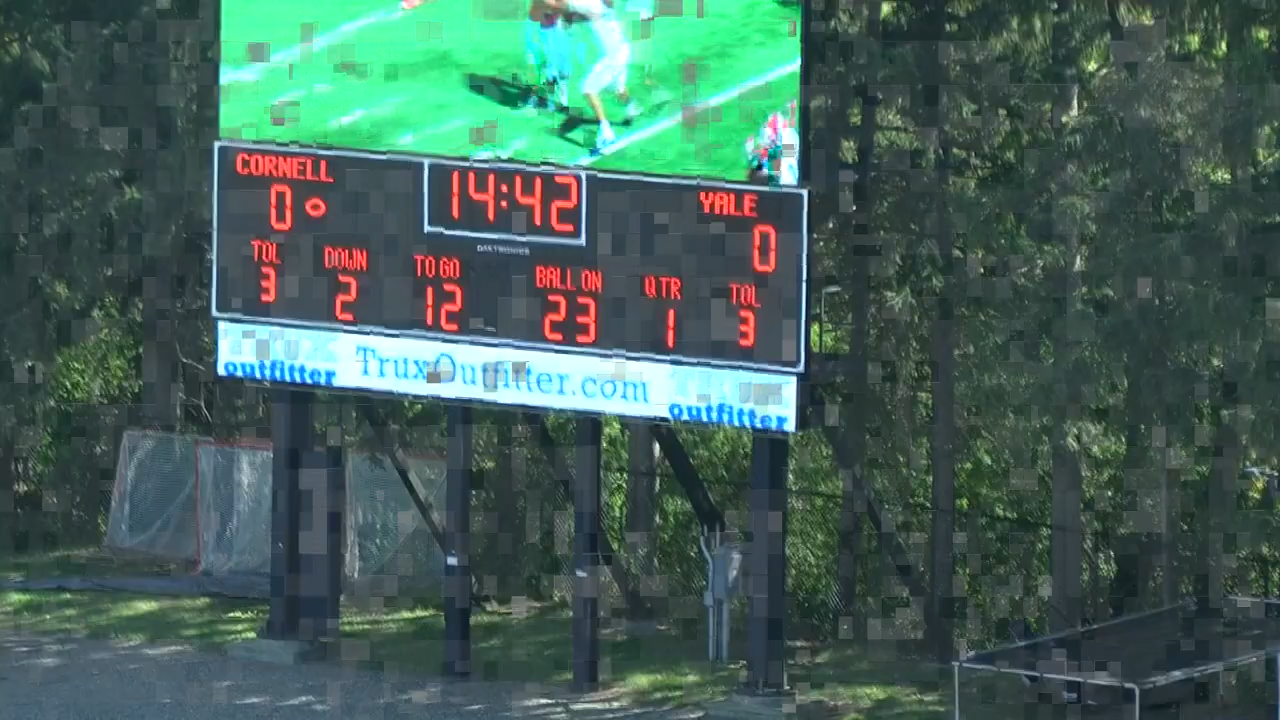 CORNELL
14:42
YALE
0
0
DAKTRONICS
TOL
DOWN
TO GO
BALL ON
QTR
TOL
3
2
12
23
1
3
TruxOutfitter.com
outfitter
outfitter